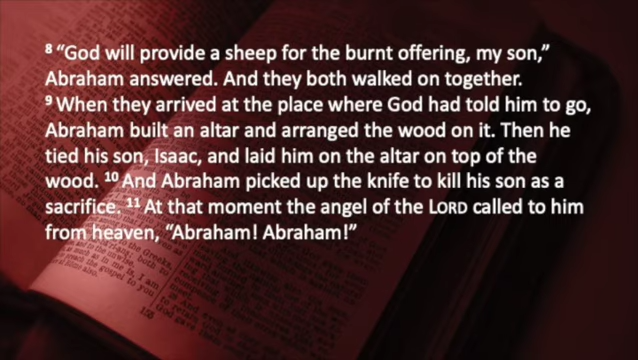 8 “God will provide a sheep for the burnt offering, my son,”
Abraham answered. And they both walked on together.
9 When they arrived at the place where God had told him to go,
Abraham built an altar and arranged the wood on it. Then he
tied his son, Isaac, and laid him on the altar on top of the
wood. 10 And Abraham picked up the knife to kill his son as a
sacrifice. 11 At that moment the angel of the LORD called to him
from heaven, “Abraham! Abraham!”